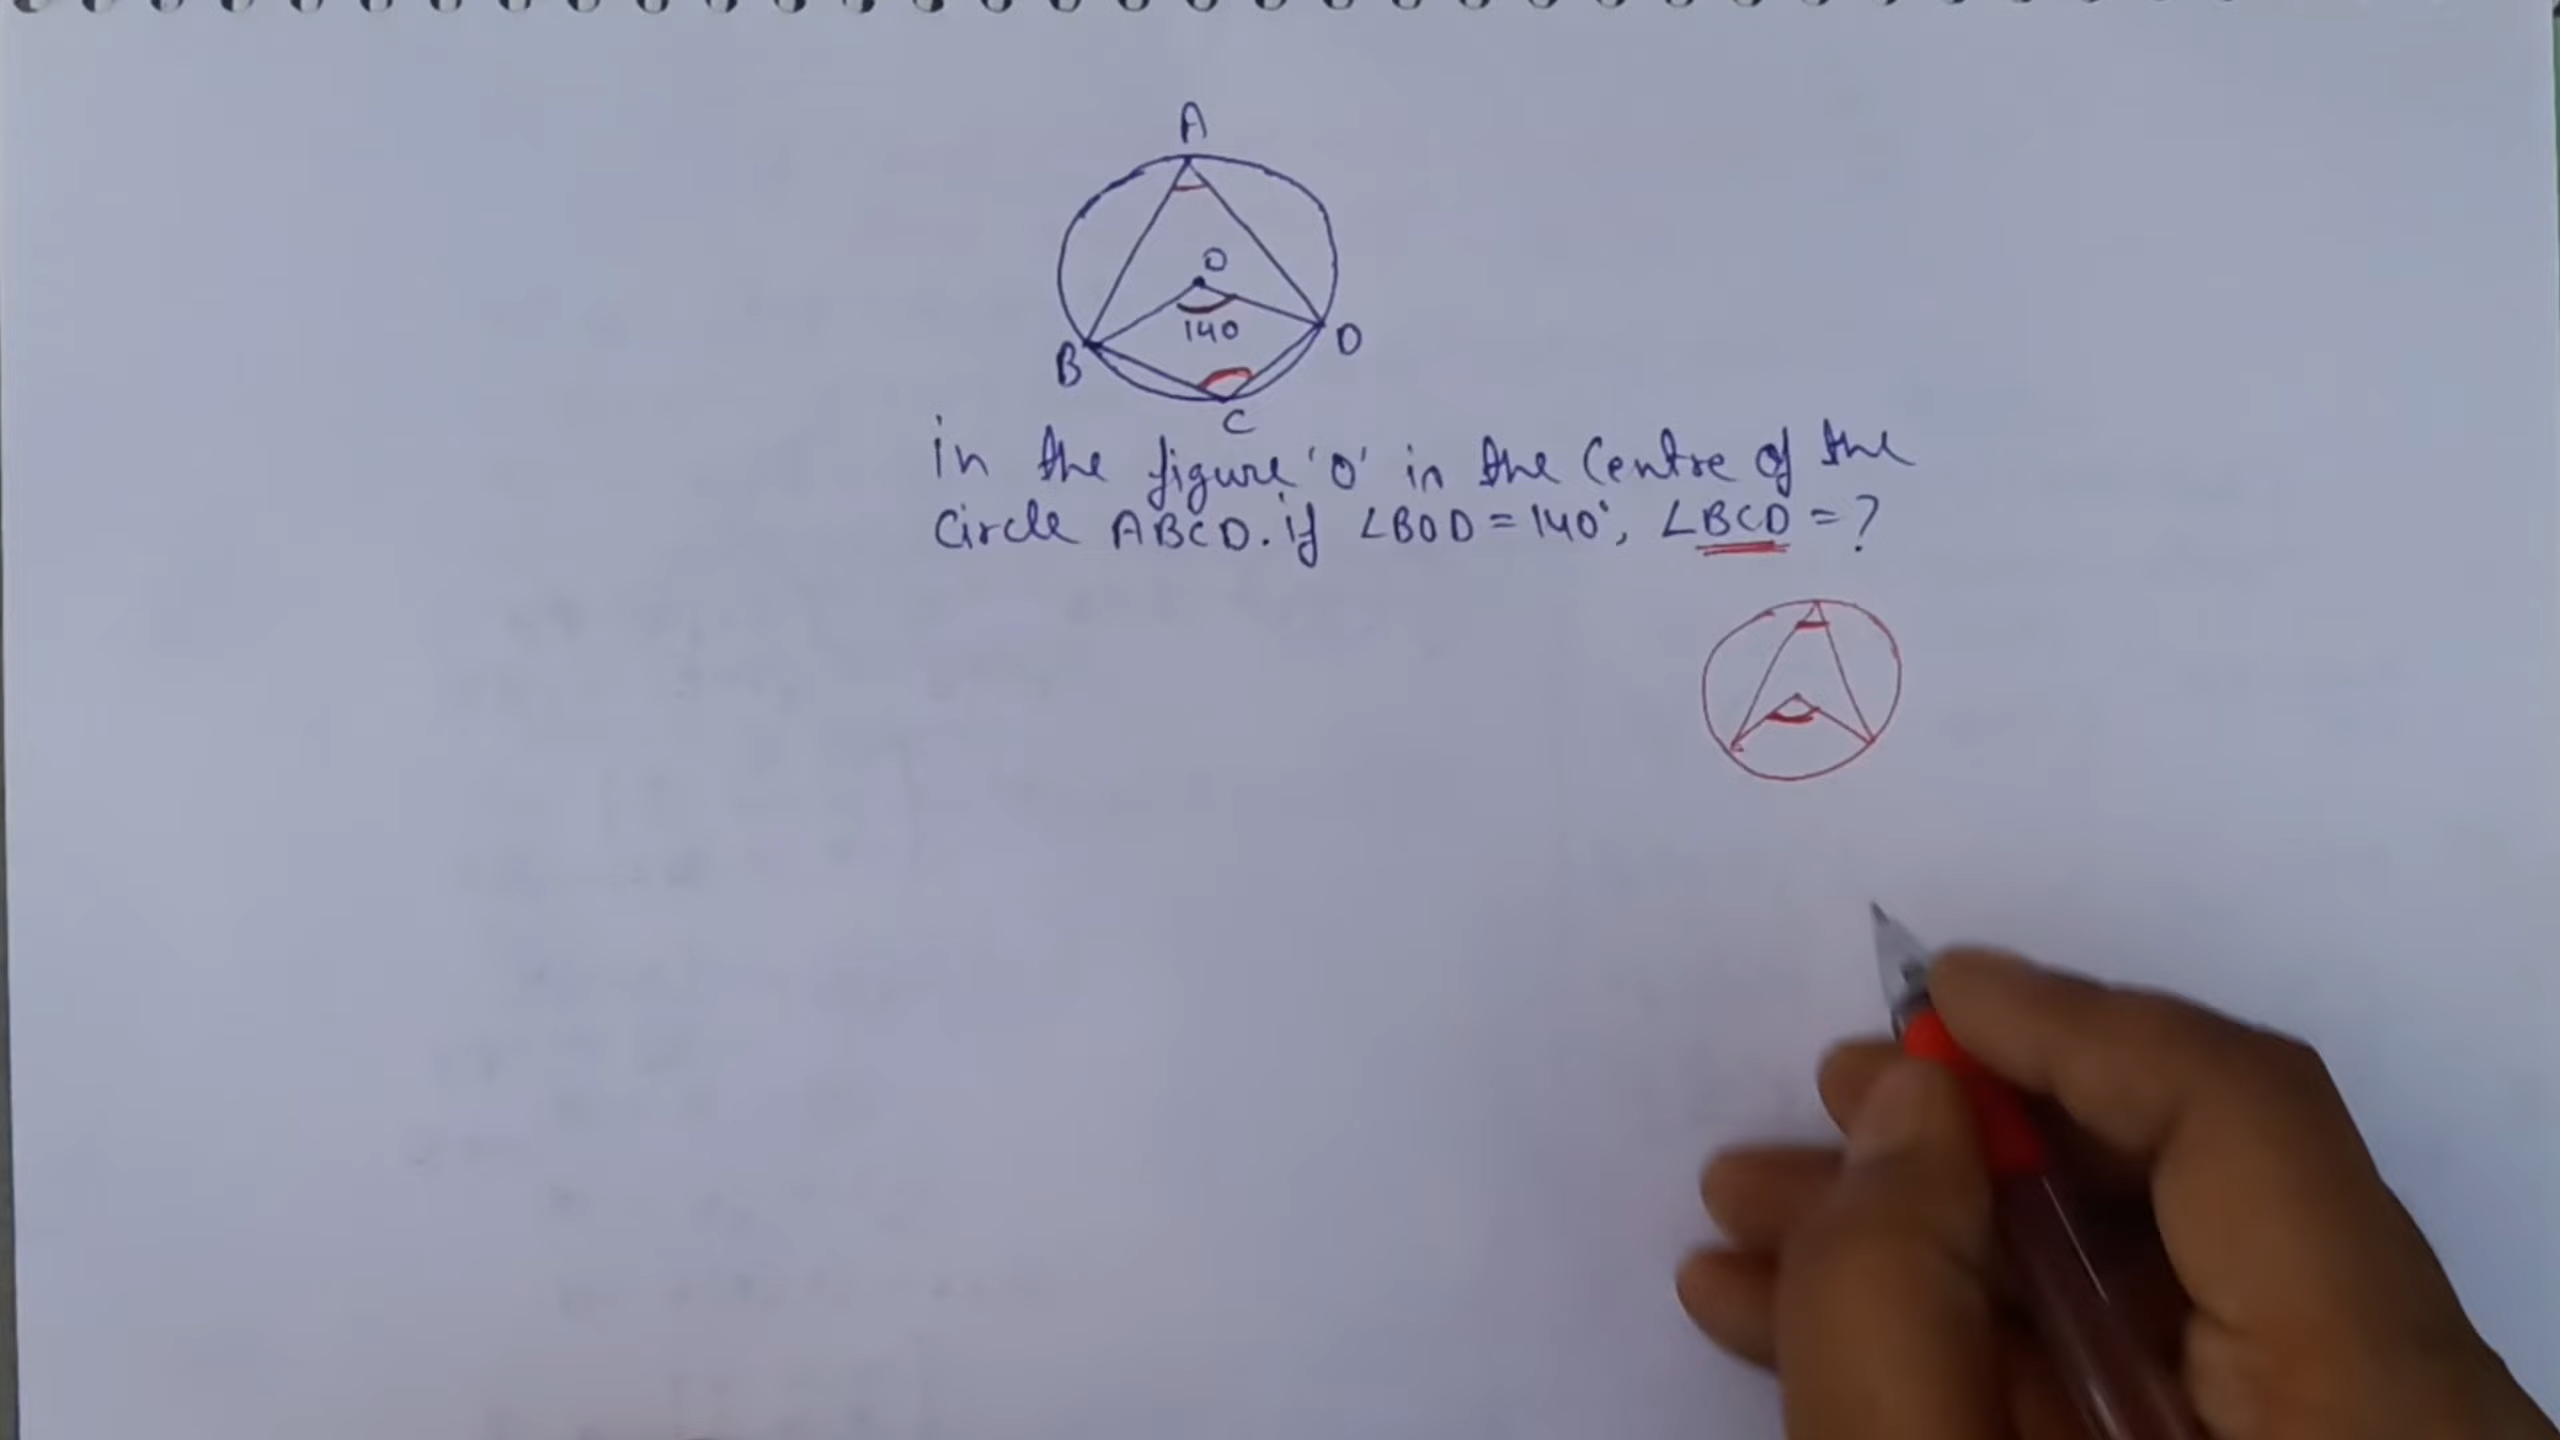 A
O
140
B
D
C
in the figure 'O' in the Centre of the
Circle ABCD. if ∠BOD = 140°, ∠BCD = ?